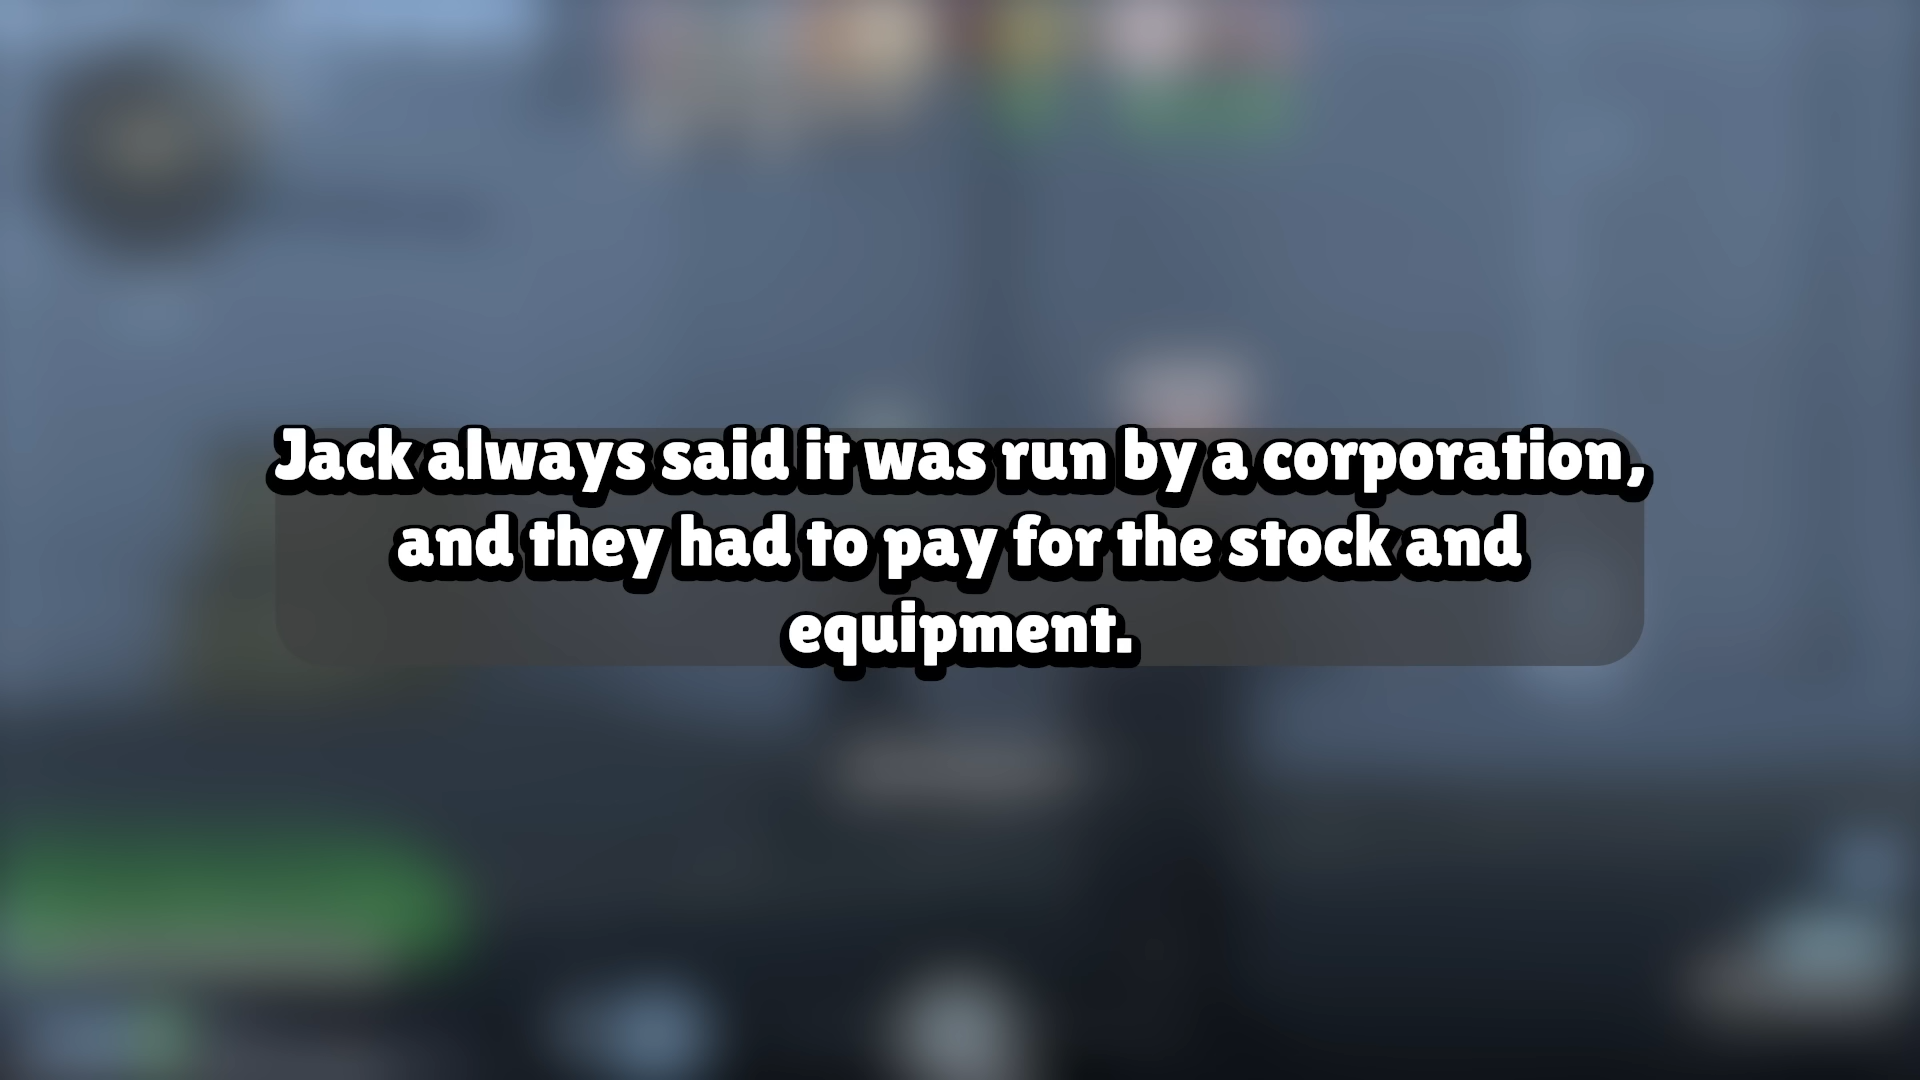 Jack always said it was run by a corporation,
and they had to pay for the stock and
equipment.